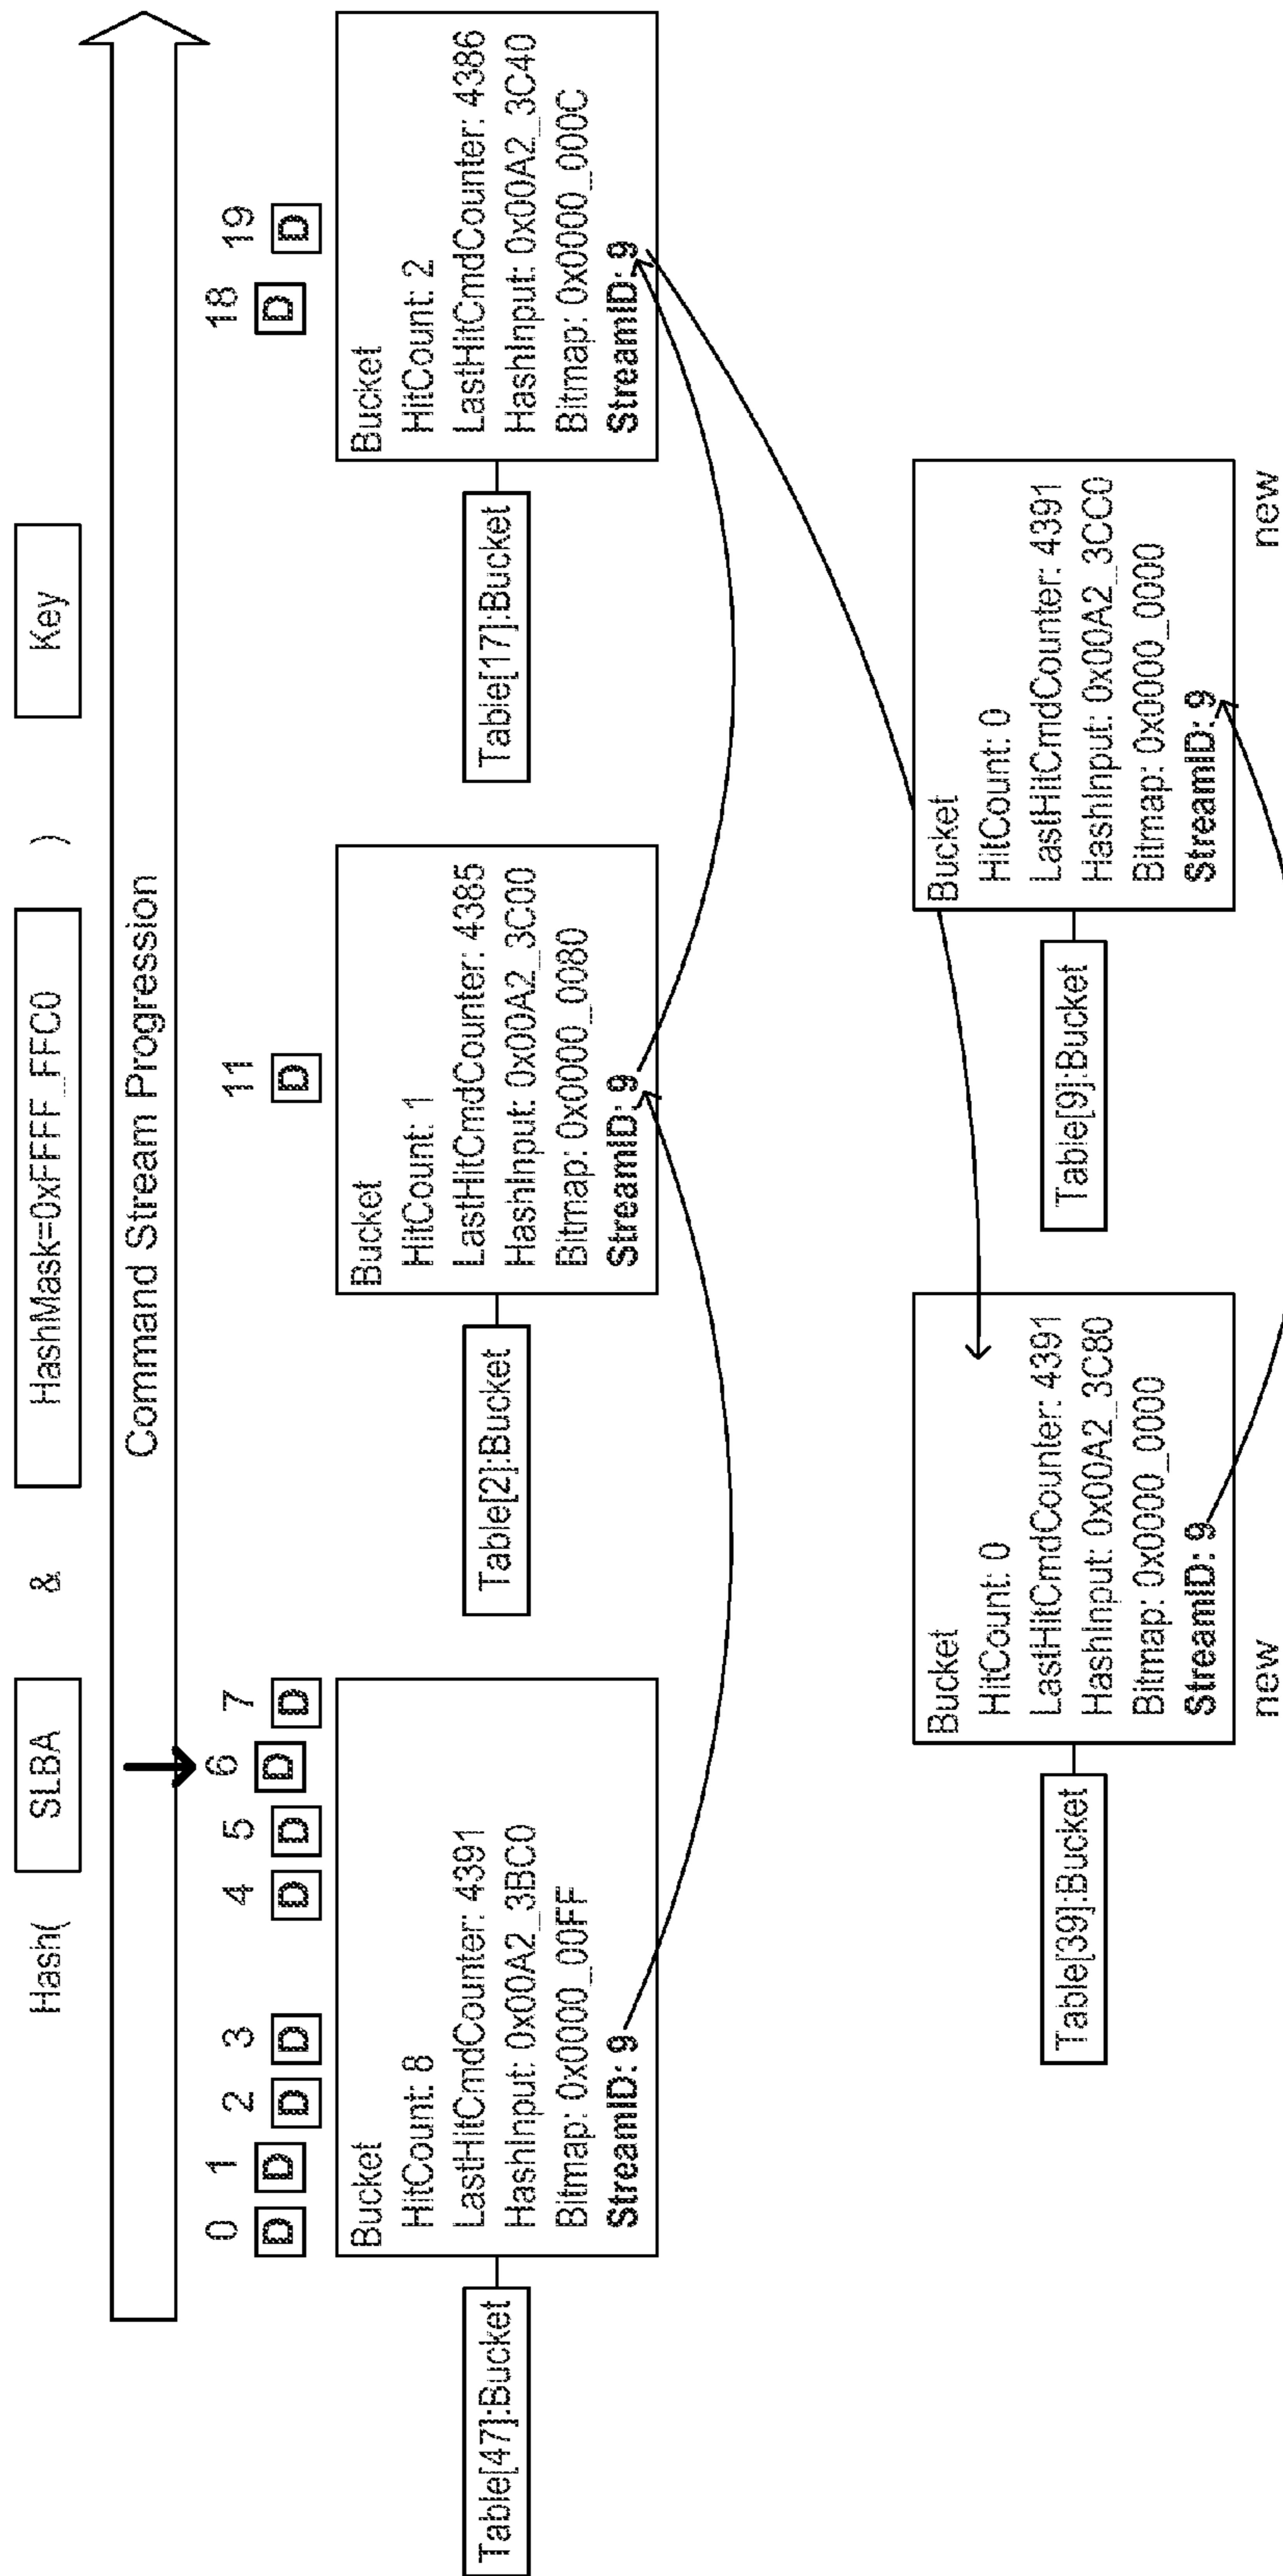 Hash( SLBA & HashMask=0xFFFF_FFC0 ) Key
Command Stream Progression
0 1 2 3 4 5 6 7 11 18 19
D D D D D D D D D D D
Table[47]:Bucket
Bucket
HitCount: 8
LastHitCmdCounter: 4391
HashInput: 0x00A2_3BC0
Bitmap: 0x0000_00FF
StreamID: 9
Table[2]:Bucket
Bucket
HitCount: 1
LastHitCmdCounter: 4385
HashInput: 0x00A2_3C00
Bitmap: 0x0000_0080
StreamID: 9
Table[17]:Bucket
Bucket
HitCount: 2
LastHitCmdCounter: 4386
HashInput: 0x00A2_3C40
Bitmap: 0x0000_000C
StreamID: 9
Table[39]:Bucket
Bucket
HitCount: 0
LastHitCmdCounter: 4391
HashInput: 0x00A2_3C80
Bitmap: 0x0000_0000
StreamID: 9
new
Table[9]:Bucket
Bucket
HitCount: 0
LastHitCmdCounter: 4391
HashInput: 0x00A2_3CC0
Bitmap: 0x0000_0000
StreamID: 9
new